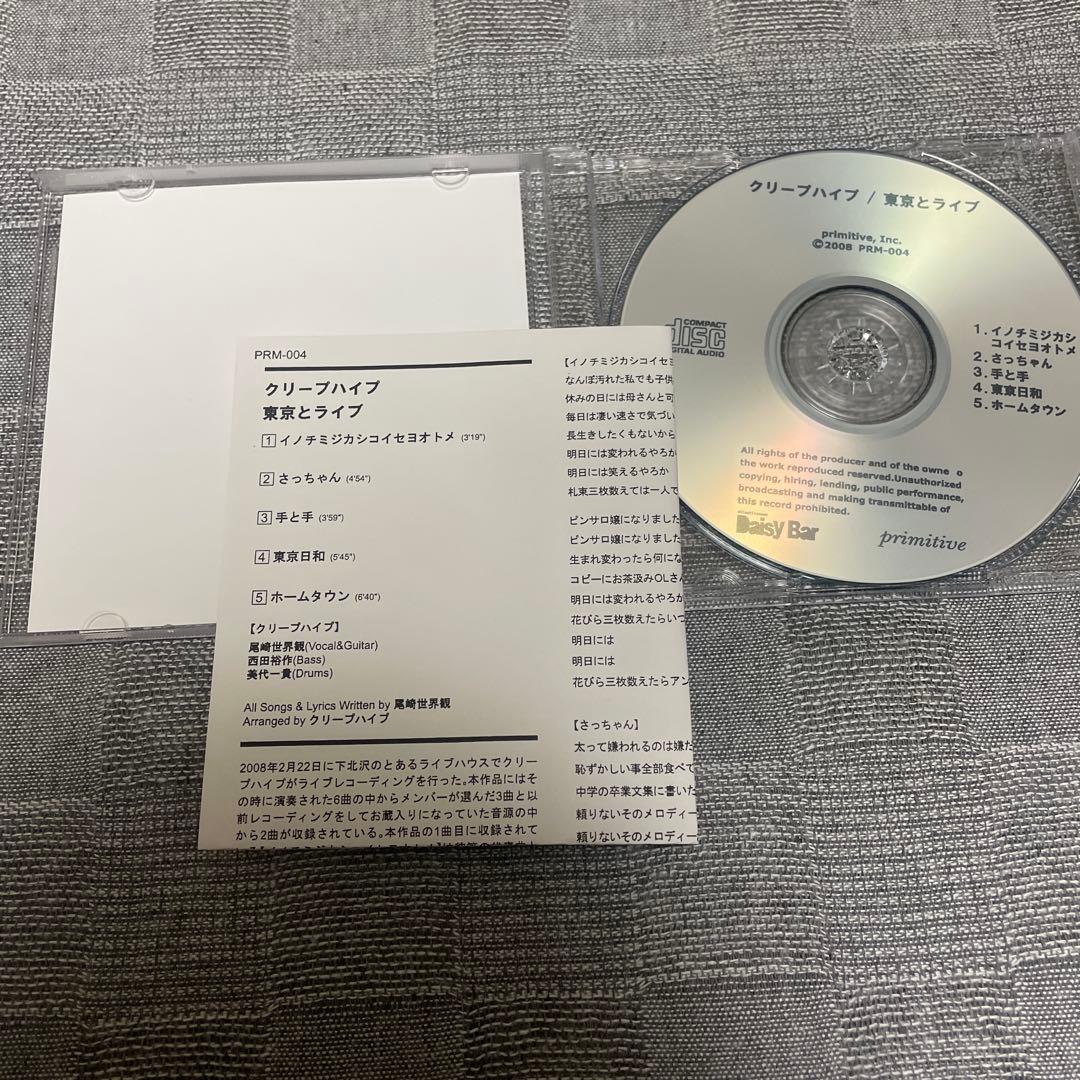 PRM-004
クリープハイプ
東京とライブ
1 イノチミジカシコイセヨオトメ (3'19")
2 さっちゃん (4'54")
3 手と手 (3'59")
4 東京日和 (5'45")
5 ホームタウン (6'40")
【クリープハイプ】
尾崎世界観(Vocal&Guitar)
西田裕作(Bass)
美代一貴(Drums)
All Songs & Lyrics Written by 尾崎世界観
Arranged by クリープハイプ
2008年2月22日に下北沢のとあるライブハウスでクリー
プハイプがライブレコーディングを行った。本作品にはそ
の時に演奏された6曲の中からメンバーが選んだ3曲と以
前レコーディングをしてお蔵入りになっていた音源の中
から2曲が収録されている。本作品の1曲目に収録されて
【イノチミジカシコイセヨ
なんぼ汚れた私でも子供
休みの日には母さんと可
毎日は凄い速さで気づい
長生きしたくもないから
明日には変われるやろか
明日には笑えるやろか
札束三枚数えては一人で
ピンサロ嬢になりました
ピンサロ嬢になりました
生まれ変わったら何にな
コピーにお茶汲みOLさん
明日には変われるやろか
花びら三枚数えたらいつ
明日には
明日には
花びら三枚数えたらアン
【さっちゃん】
太って嫌われるのは嫌だ
恥ずかしい事全部食べて
中学の卒業文集に書いた
頼りないそのメロディー
頼りないそのメロディー
クリープハイプ / 東京とライブ
primitive, Inc.
©2008 PRM-004
COMPACT
disc
DIGITAL AUDIO
1. イノチミジカシ
コイセヨオトメ
2. さっちゃん
3. 手と手
4. 東京日和
5. ホームタウン
All rights of the producer and of the owne o
the work reproduced reserved.Unauthorized
copying, hiring, lending, public performance,
broadcasting and making transmittable of
this record prohibited.
Daisy Bar
primitive